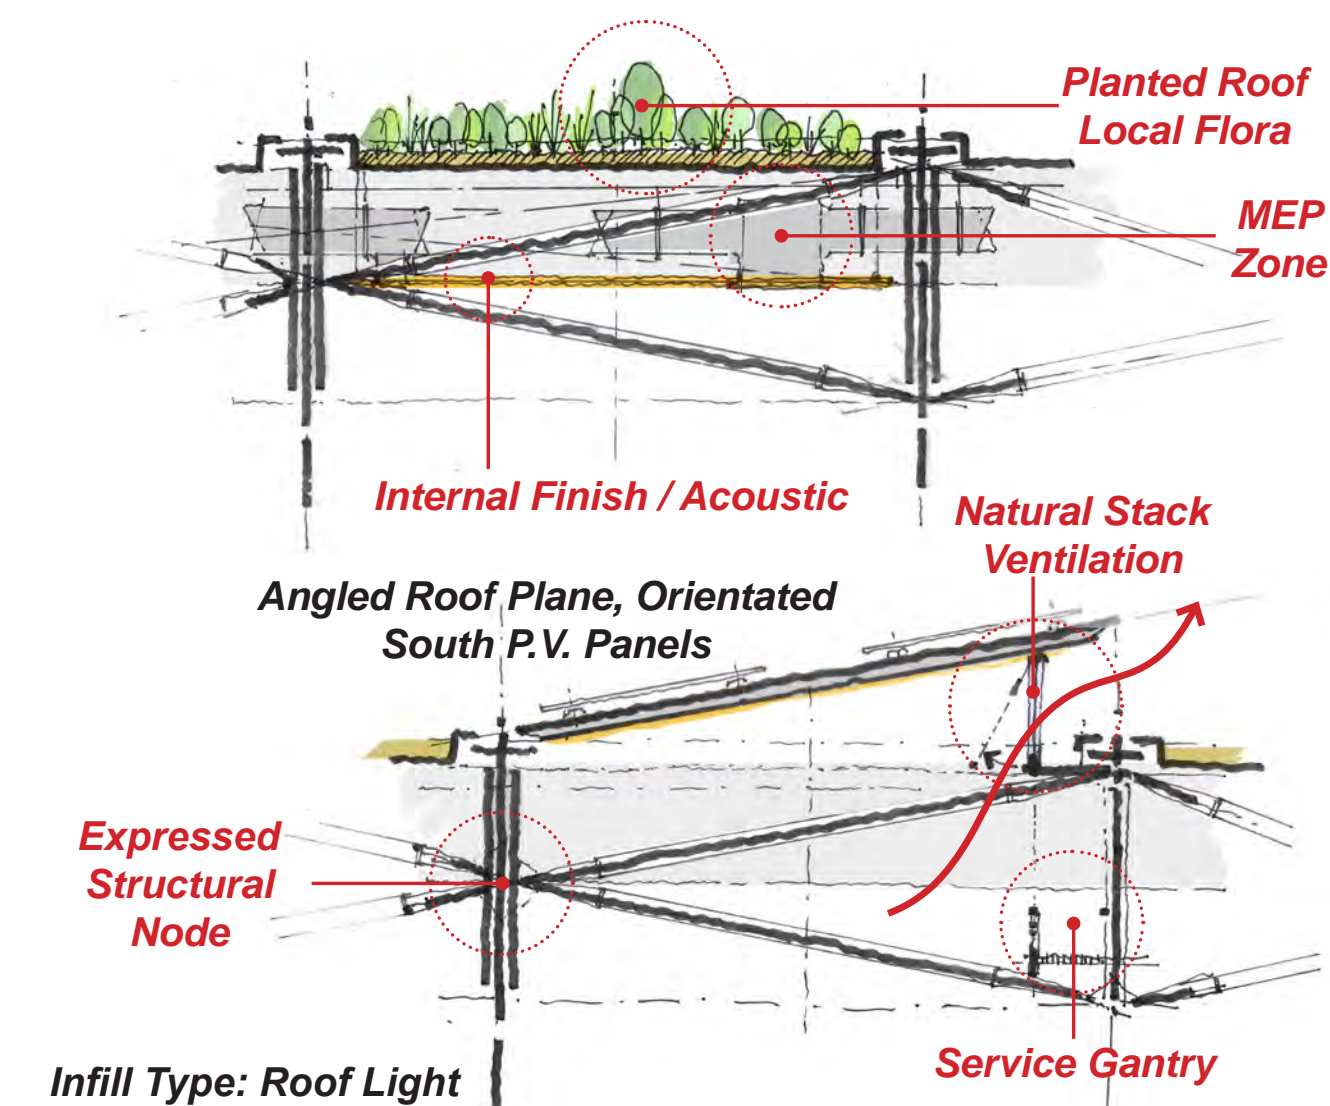 Planted Roof
Local Flora
MEP
Zone
Internal Finish / Acoustic
Natural Stack
Ventilation
Angled Roof Plane, Orientated
South P.V. Panels
Expressed
Structural
Node
Service Gantry
Infill Type: Roof Light